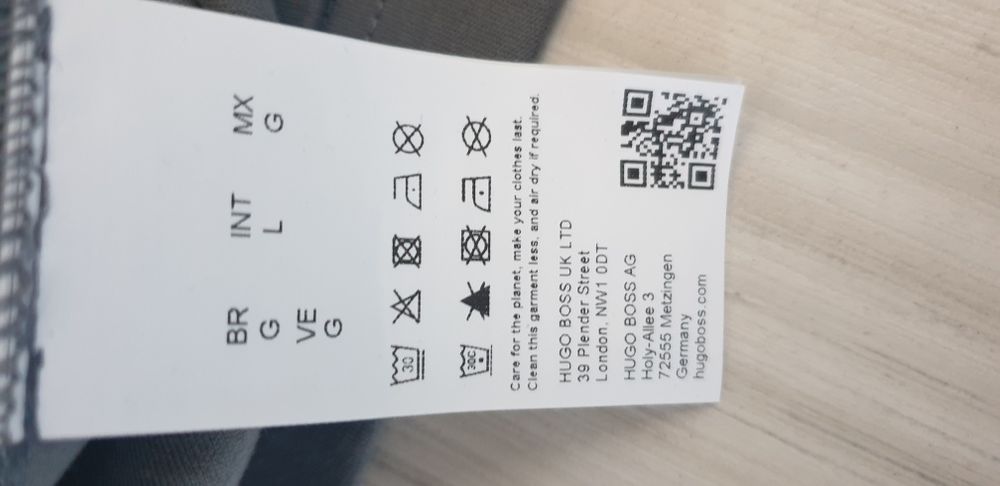 BR INT MX
G L G
VE
G
30
30C
Care for the planet, make your clothes last.
Clean this garment less, and air dry if required.
HUGO BOSS UK LTD
39 Plender Street
London, NW1 0DT
HUGO BOSS AG
Holy-Allee 3
72555 Metzingen
Germany
hugoboss.com